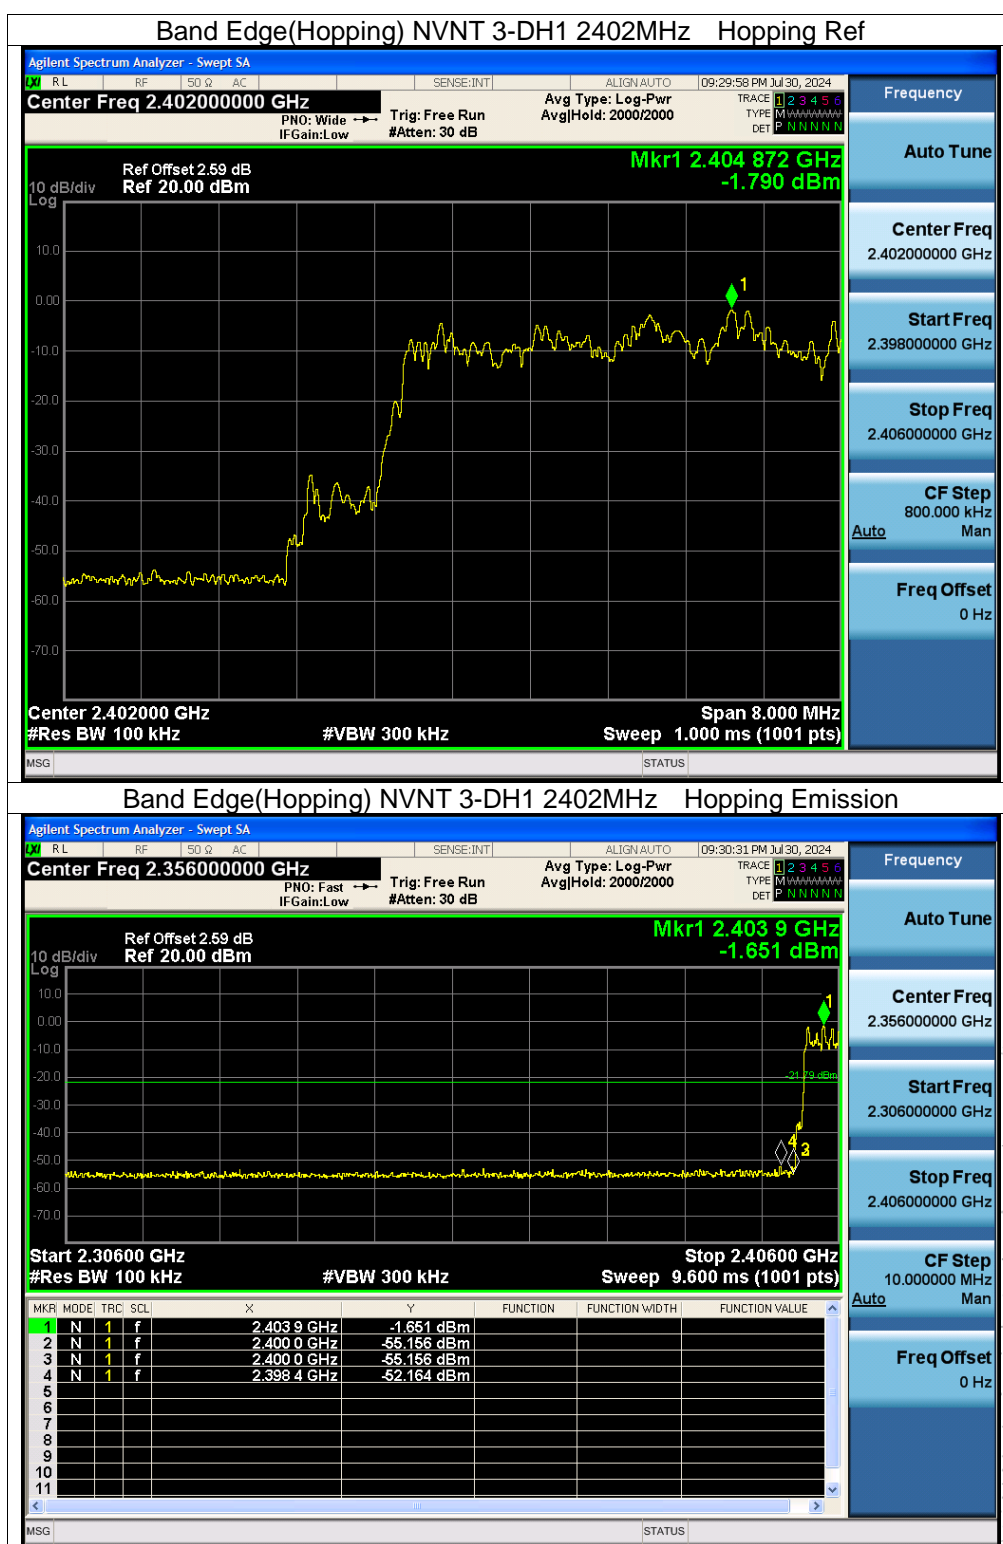 Band Edge(Hopping) NVNT 3-DH1 2402MHz Hopping Ref
Agilent Spectrum Analyzer - Swept SA
LXI RL RF 50 Ω AC SENSE:INT ALIGN AUTO 09:29:58 PM Jul 30, 2024
Center Freq 2.402000000 GHz
PNO: Wide
IFGain:Low
Trig: Free Run
#Atten: 30 dB
Avg Type: Log-Pwr
Avg|Hold: 2000/2000
TRACE 1 2 3 4 5 6
TYPE M W W W W W
DET P N N N N N
Mkr1 2.404 872 GHz
-1.790 dBm
Ref Offset 2.59 dB
10 dB/div Ref 20.00 dBm
Log
10.0
0.00
-10.0
-20.0
-30.0
-40.0
-50.0
-60.0
-70.0
1
Center 2.402000 GHz Span 8.000 MHz
#Res BW 100 kHz #VBW 300 kHz Sweep 1.000 ms (1001 pts)
MSG STATUS
Frequency
Auto Tune
Center Freq
2.402000000 GHz
Start Freq
2.398000000 GHz
Stop Freq
2.406000000 GHz
CF Step
800.000 kHz
Auto Man
Freq Offset
0 Hz
Band Edge(Hopping) NVNT 3-DH1 2402MHz Hopping Emission
Agilent Spectrum Analyzer - Swept SA
LXI RL RF 50 Ω AC SENSE:INT ALIGN AUTO 09:30:31 PM Jul 30, 2024
Center Freq 2.356000000 GHz
PNO: Fast
IFGain:Low
Trig: Free Run
#Atten: 30 dB
Avg Type: Log-Pwr
Avg|Hold: 2000/2000
TRACE 1 2 3 4 5 6
TYPE M W W W W W
DET P N N N N N
Mkr1 2.403 9 GHz
-1.651 dBm
Ref Offset 2.59 dB
10 dB/div Ref 20.00 dBm
Log
10.0
0.00
-10.0
-20.0
-30.0
-40.0
-50.0
-60.0
-70.0
1
-21.79 dBm
4
3
Start 2.30600 GHz Stop 2.40600 GHz
#Res BW 100 kHz #VBW 300 kHz Sweep 9.600 ms (1001 pts)
MKR MODE TRC SCL X Y FUNCTION FUNCTION WIDTH FUNCTION VALUE
1 N 1 f 2.403 9 GHz -1.651 dBm
2 N 1 f 2.400 0 GHz -55.156 dBm
3 N 1 f 2.400 0 GHz -55.156 dBm
4 N 1 f 2.398 4 GHz -52.164 dBm
5
6
7
8
9
10
11
MSG STATUS
Frequency
Auto Tune
Center Freq
2.356000000 GHz
Start Freq
2.306000000 GHz
Stop Freq
2.406000000 GHz
CF Step
10.000000 MHz
Auto Man
Freq Offset
0 Hz